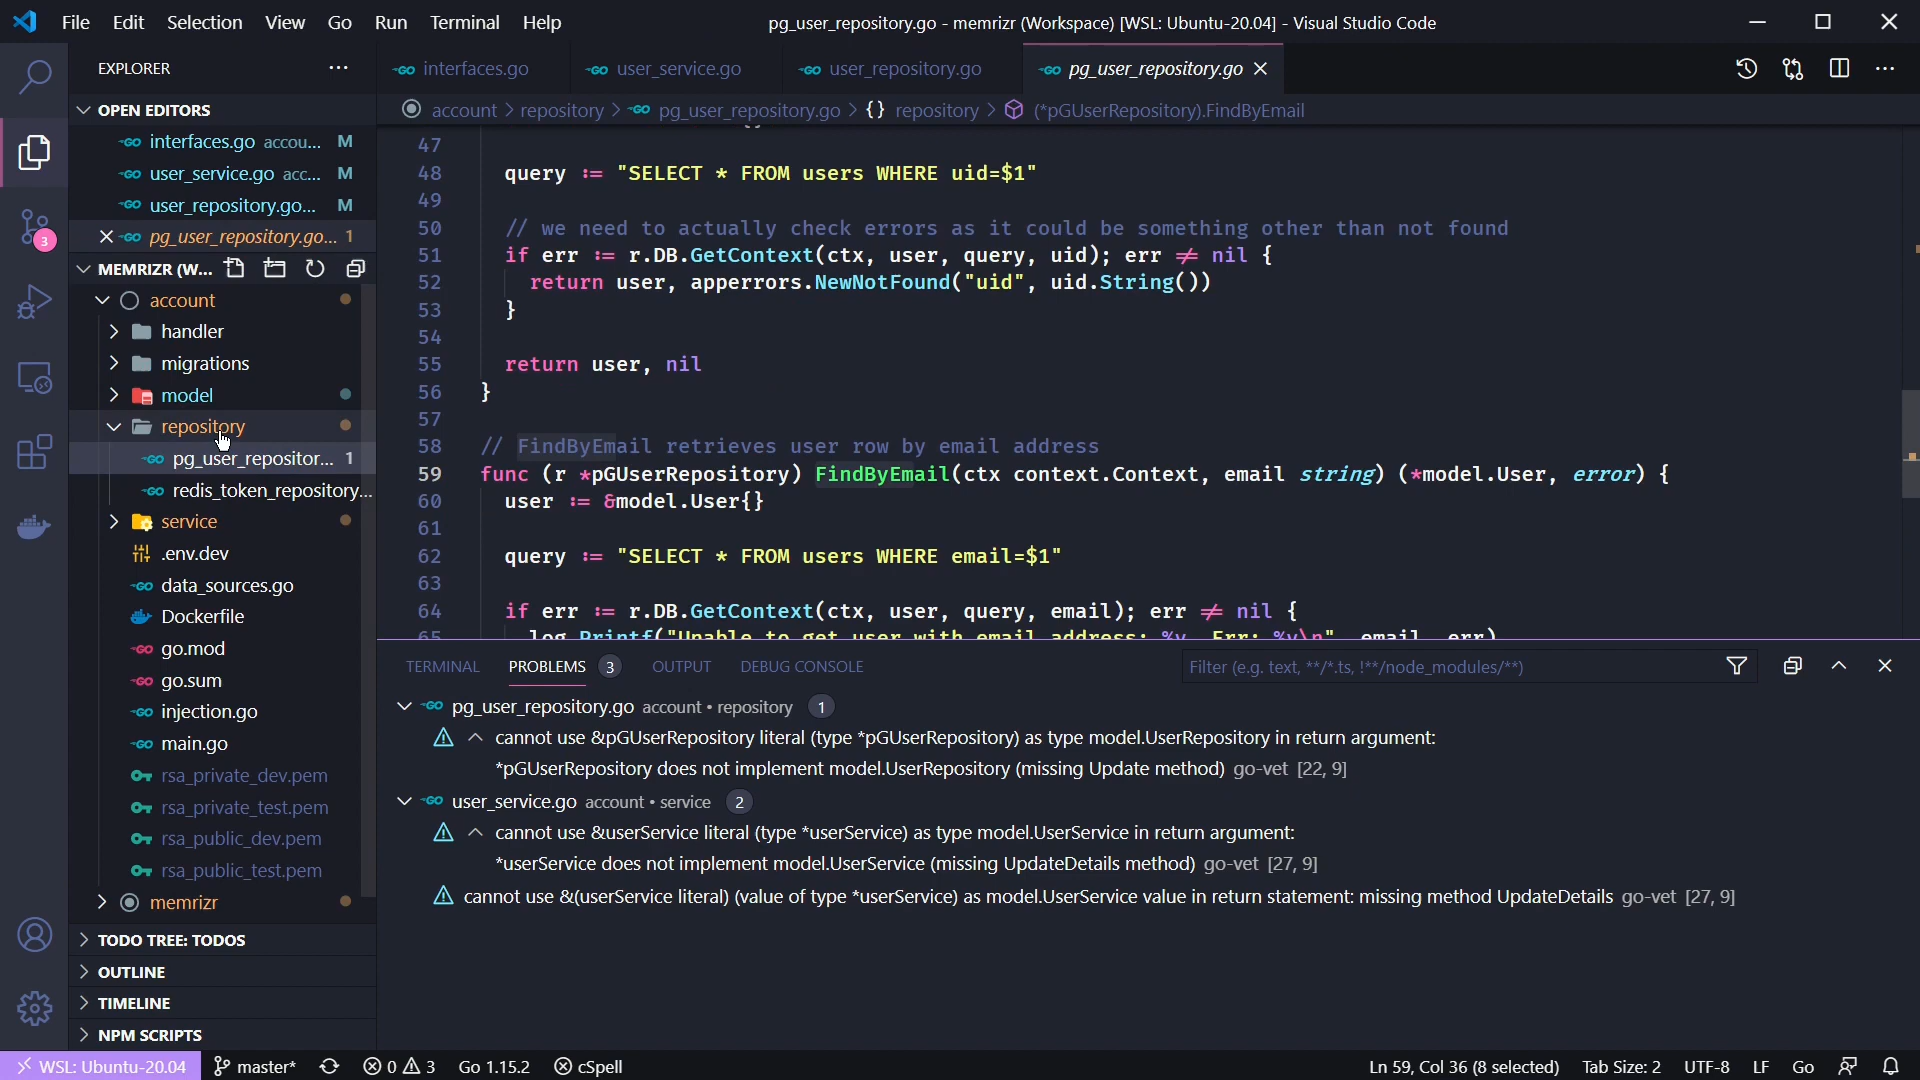 File Edit Selection View Go Run Terminal Help
pg_user_repository.go - memrizr (Workspace) [WSL: Ubuntu-20.04] - Visual Studio Code
EXPLORER
interfaces.go
user_service.go
user_repository.go
pg_user_repository.go
account > repository > pg_user_repository.go > {} repository > (*pGUserRepository).FindByEmail
OPEN EDITORS
interfaces.go accou... M
user_service.go acc... M
user_repository.go... M
pg_user_repository.go... 1
MEMRIZR (W...
account
handler
migrations
model
repository
pg_user_repositor... 1
redis_token_repository...
service
.env.dev
data_sources.go
Dockerfile
go.mod
go.sum
injection.go
main.go
rsa_private_dev.pem
rsa_private_test.pem
rsa_public_dev.pem
rsa_public_test.pem
memrizr
TODO TREE: TODOS
OUTLINE
TIMELINE
NPM SCRIPTS
3
47
48 query := "SELECT * FROM users WHERE uid=$1"
49
50 // we need to actually check errors as it could be something other than not found
51 if err := r.DB.GetContext(ctx, user, query, uid); err ≠ nil {
52 return user, apperrors.NewNotFound("uid", uid.String())
53 }
54
55 return user, nil
56 }
57
58 // FindByEmail retrieves user row by email address
59 func (r *pGUserRepository) FindByEmail(ctx context.Context, email string) (*model.User, error) {
60 user := &model.User{}
61
62 query := "SELECT * FROM users WHERE email=$1"
63
64 if err := r.DB.GetContext(ctx, user, query, email); err ≠ nil {
65 log.Printf("Unable to get user with email address: %v. Err: %v\n", email, err)
TERMINAL PROBLEMS 3 OUTPUT DEBUG CONSOLE
Filter (e.g. text, **/*.ts, !**/node_modules/**)
pg_user_repository.go account • repository 1
cannot use &pGUserRepository literal (type *pGUserRepository) as type model.UserRepository in return argument:
*pGUserRepository does not implement model.UserRepository (missing Update method) go-vet [22, 9]
user_service.go account • service 2
cannot use &userService literal (type *userService) as type model.UserService in return argument:
*userService does not implement model.UserService (missing UpdateDetails method) go-vet [27, 9]
cannot use &(userService literal) (value of type *userService) as model.UserService value in return statement: missing method UpdateDetails go-vet [27, 9]
WSL: Ubuntu-20.04 master* 0 3 Go 1.15.2 cSpell
Ln 59, Col 36 (8 selected) Tab Size: 2 UTF-8 LF Go